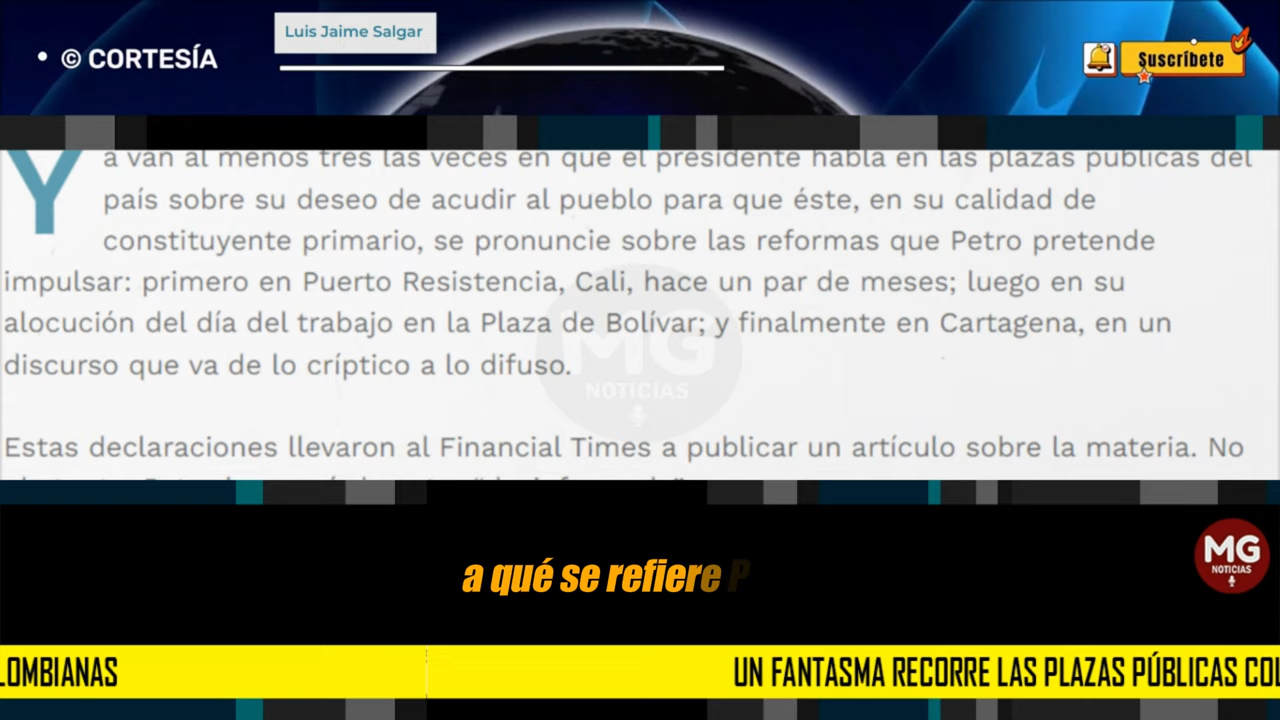 Luis Jaime Salgar
• © CORTESÍA
Suscríbete
Ya van al menos tres las veces en que el presidente habla en las plazas públicas del
país sobre su deseo de acudir al pueblo para que éste, en su calidad de
constituyente primario, se pronuncie sobre las reformas que Petro pretende
impulsar: primero en Puerto Resistencia, Cali, hace un par de meses; luego en su
alocución del día del trabajo en la Plaza de Bolívar; y finalmente en Cartagena, en un
discurso que va de lo críptico a lo difuso.
MG
NOTICIAS
Estas declaraciones llevaron al Financial Times a publicar un artículo sobre la materia. No
a qué se refiere P
MG
NOTICIAS
LOMBIANAS
UN FANTASMA RECORRE LAS PLAZAS PÚBLICAS COL